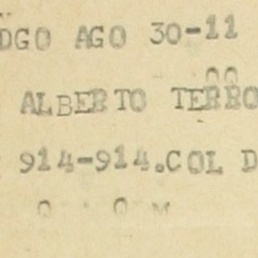 DGO AGO 30-11
ALBERTO TERRO
914-914.COL D